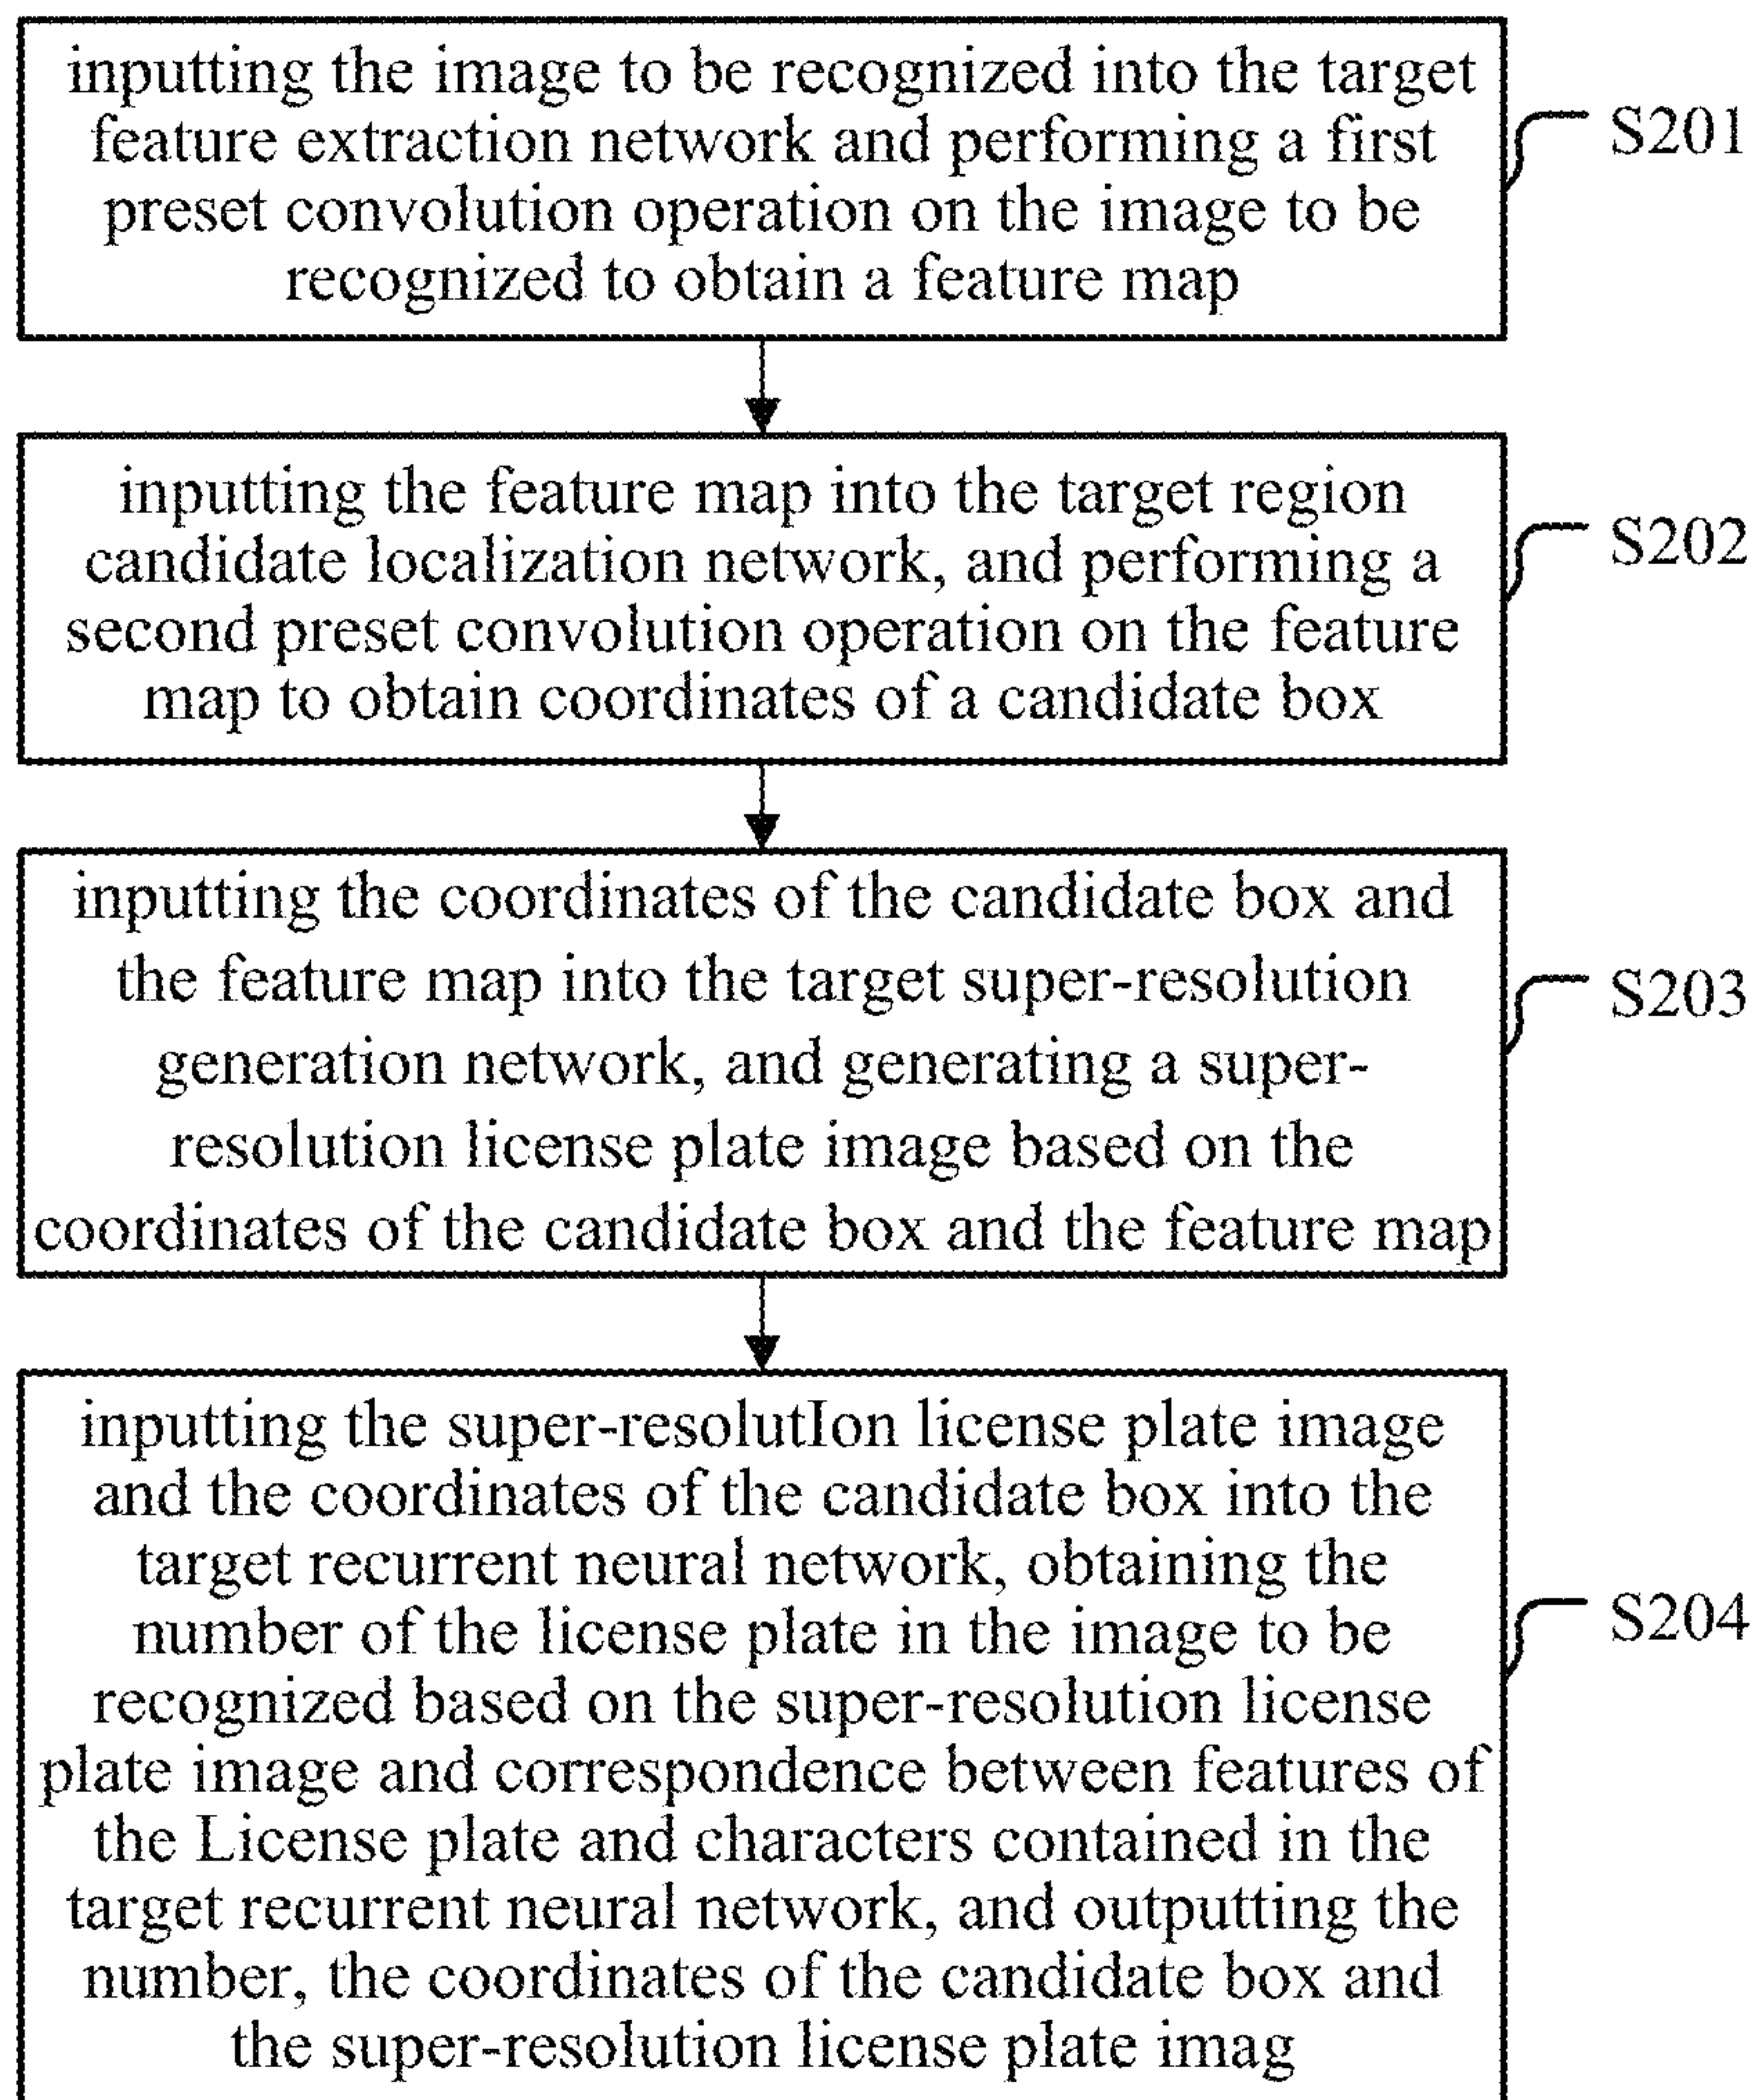 inputting the image to be recognized into the target
feature extraction network and performing a first
preset convolution operation on the image to be
recognized to obtain a feature map
S201
inputting the feature map into the target region
candidate localization network, and performing a
second preset convolution operation on the feature
map to obtain coordinates of a candidate box
S202
inputting the coordinates of the candidate box and
the feature map into the target super-resolution
generation network, and generating a super-
resolution license plate image based on the
coordinates of the candidate box and the feature map
S203
inputting the super-resolutIon license plate image
and the coordinates of the candidate box into the
target recurrent neural network, obtaining the
number of the license plate in the image to be
recognized based on the super-resolution license
plate image and correspondence between features of
the License plate and characters contained in the
target recurrent neural network, and outputting the
number, the coordinates of the candidate box and
the super-resolution license plate imag
S204